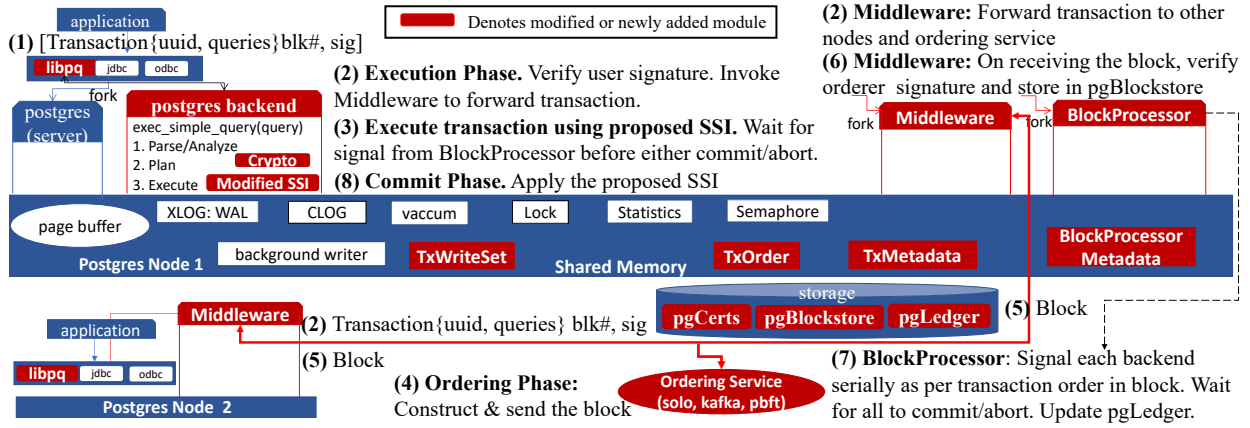 application
Denotes modified or newly added module
(1) [Transaction{uuid, queries}blk#, sig]
libpq
jdbc
odbc
fork
postgres
(server)
postgres backend
exec_simple_query(query)
1. Parse/Analyze
2. Plan
3. Execute
Crypto
Modified SSI
(2) Execution Phase. Verify user signature. Invoke
Middleware to forward transaction.
(3) Execute transaction using proposed SSI. Wait for
signal from BlockProcessor before either commit/abort.
(8) Commit Phase. Apply the proposed SSI
(2) Middleware: Forward transaction to other
nodes and ordering service
(6) Middleware: On receiving the block, verify
orderer signature and store in pgBlockstore
fork
Middleware
fork
BlockProcessor
page buffer
XLOG: WAL
CLOG
vaccum
Lock
Statistics
Semaphore
background writer
TxWriteSet
TxOrder
TxMetadata
BlockProcessor
Metadata
Postgres Node 1
Shared Memory
storage
pgCerts
pgBlockstore
pgLedger
(5) Block
application
Middleware
libpq
jdbc
odbc
Postgres Node 2
(2) Transaction{uuid, queries} blk#, sig
(5) Block
(4) Ordering Phase:
Construct & send the block
Ordering Service
(solo, kafka, pbft)
(7) BlockProcessor: Signal each backend
serially as per transaction order in block. Wait
for all to commit/abort. Update pgLedger.